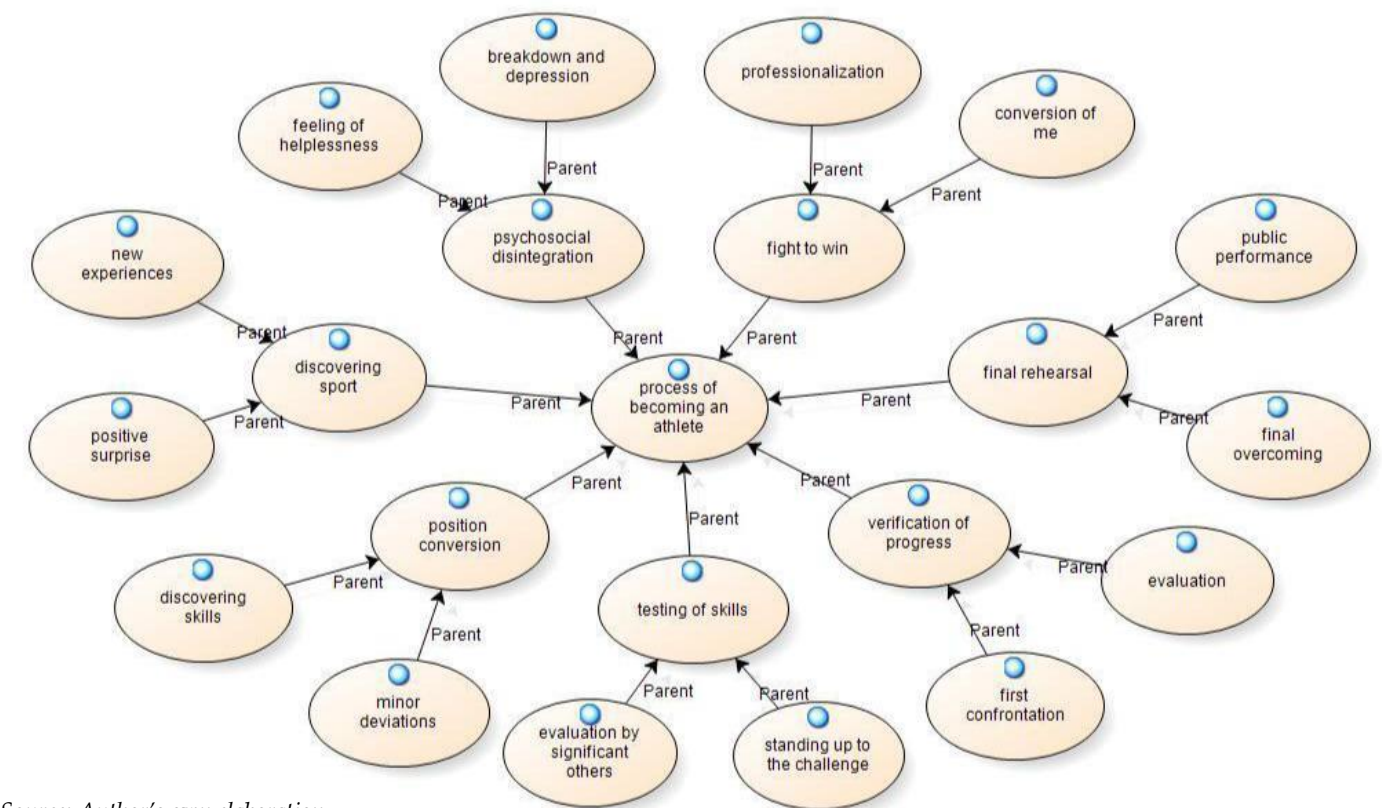 breakdown and
depression
professionalization
feeling of
helplessness
conversion of
me
Parent
Parent
Parent
Parent
new
experiences
psychosocial
disintegration
fight to win
public
performance
Parent
Parent
Parent
Parent
discovering
sport
process of
becoming an
athlete
final rehearsal
Parent
Parent
Parent
Parent
positive
surprise
final
overcoming
Parent
Parent
position
conversion
Parent
verification of
progress
Parent
Parent
evaluation
discovering
skills
testing of skills
Parent
Parent
minor
deviations
Parent
Parent
first
confrontation
evaluation by
significant
others
standing up to
the challenge
Source: Author's own elaboration